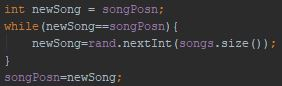 int newSong = songPosn;
while(newSong==songPosn){
newSong=rand.nextInt(songs.size());
}
songPosn=newSong;